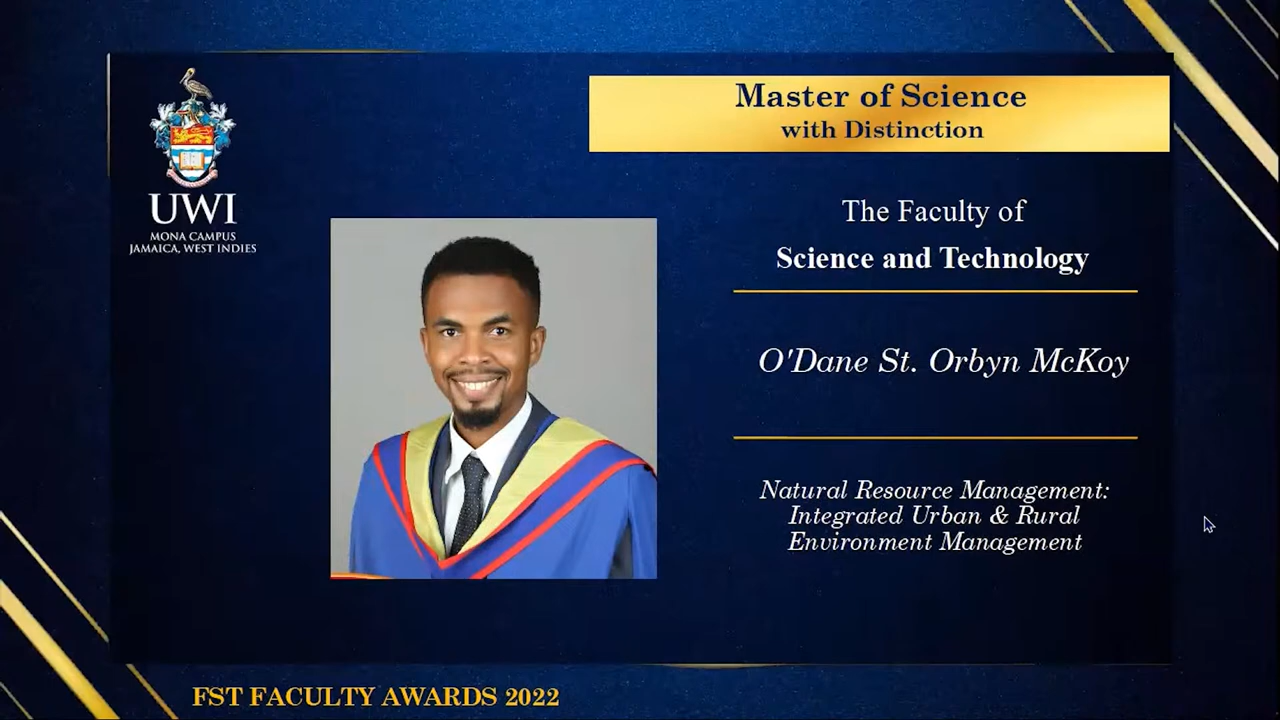 UWI
MONA CAMPUS
JAMAICA, WEST INDIES
Master of Science
with Distinction
The Faculty of
Science and Technology
O'Dane St. Orbyn McKoy
Natural Resource Management:
Integrated Urban & Rural
Environment Management
FST FACULTY AWARDS 2022